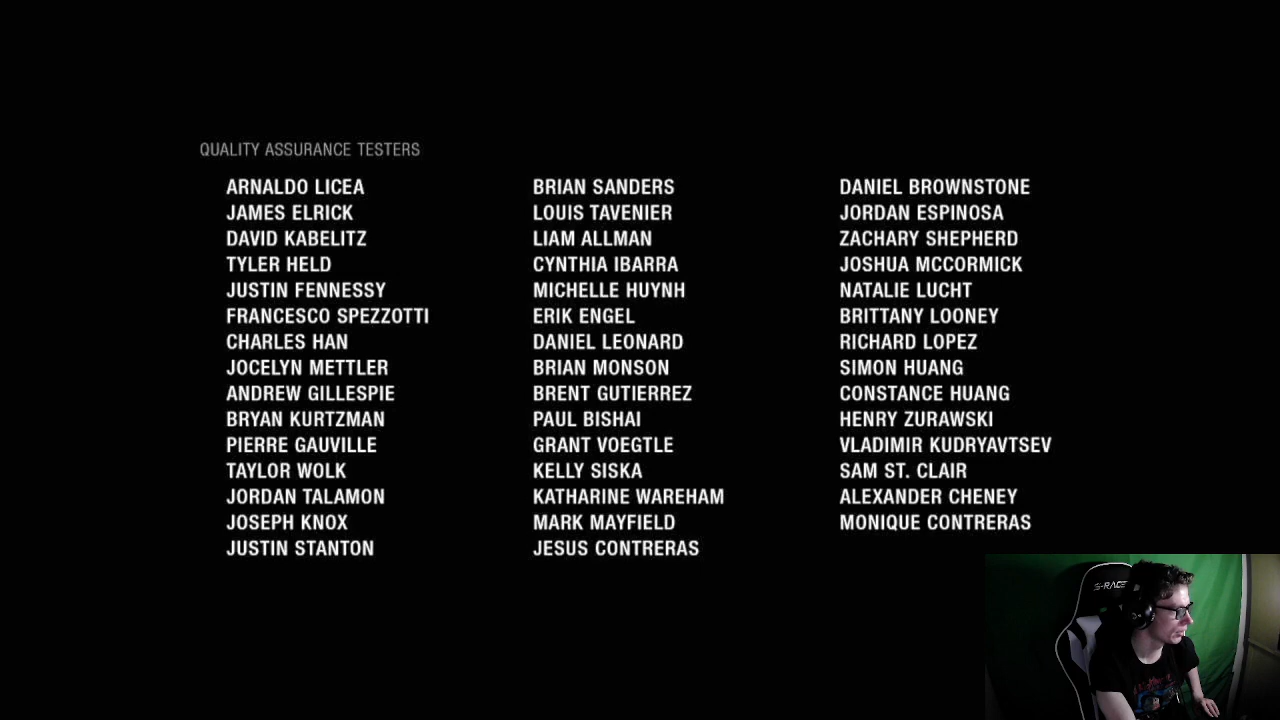 QUALITY ASSURANCE TESTERS
ARNALDO LICEA
JAMES ELRICK
DAVID KABELITZ
TYLER HELD
JUSTIN FENNESSY
FRANCESCO SPEZZOTTI
CHARLES HAN
JOCELYN METTLER
ANDREW GILLESPIE
BRYAN KURTZMAN
PIERRE GAUVILLE
TAYLOR WOLK
JORDAN TALAMON
JOSEPH KNOX
JUSTIN STANTON
BRIAN SANDERS
LOUIS TAVENIER
LIAM ALLMAN
CYNTHIA IBARRA
MICHELLE HUYNH
ERIK ENGEL
DANIEL LEONARD
BRIAN MONSON
BRENT GUTIERREZ
PAUL BISHAI
GRANT VOEGTLE
KELLY SISKA
KATHARINE WAREHAM
MARK MAYFIELD
JESUS CONTRERAS
DANIEL BROWNSTONE
JORDAN ESPINOSA
ZACHARY SHEPHERD
JOSHUA MCCORMICK
NATALIE LUCHT
BRITTANY LOONEY
RICHARD LOPEZ
SIMON HUANG
CONSTANCE HUANG
HENRY ZURAWSKI
VLADIMIR KUDRYAVTSEV
SAM ST. CLAIR
ALEXANDER CHENEY
MONIQUE CONTRERAS